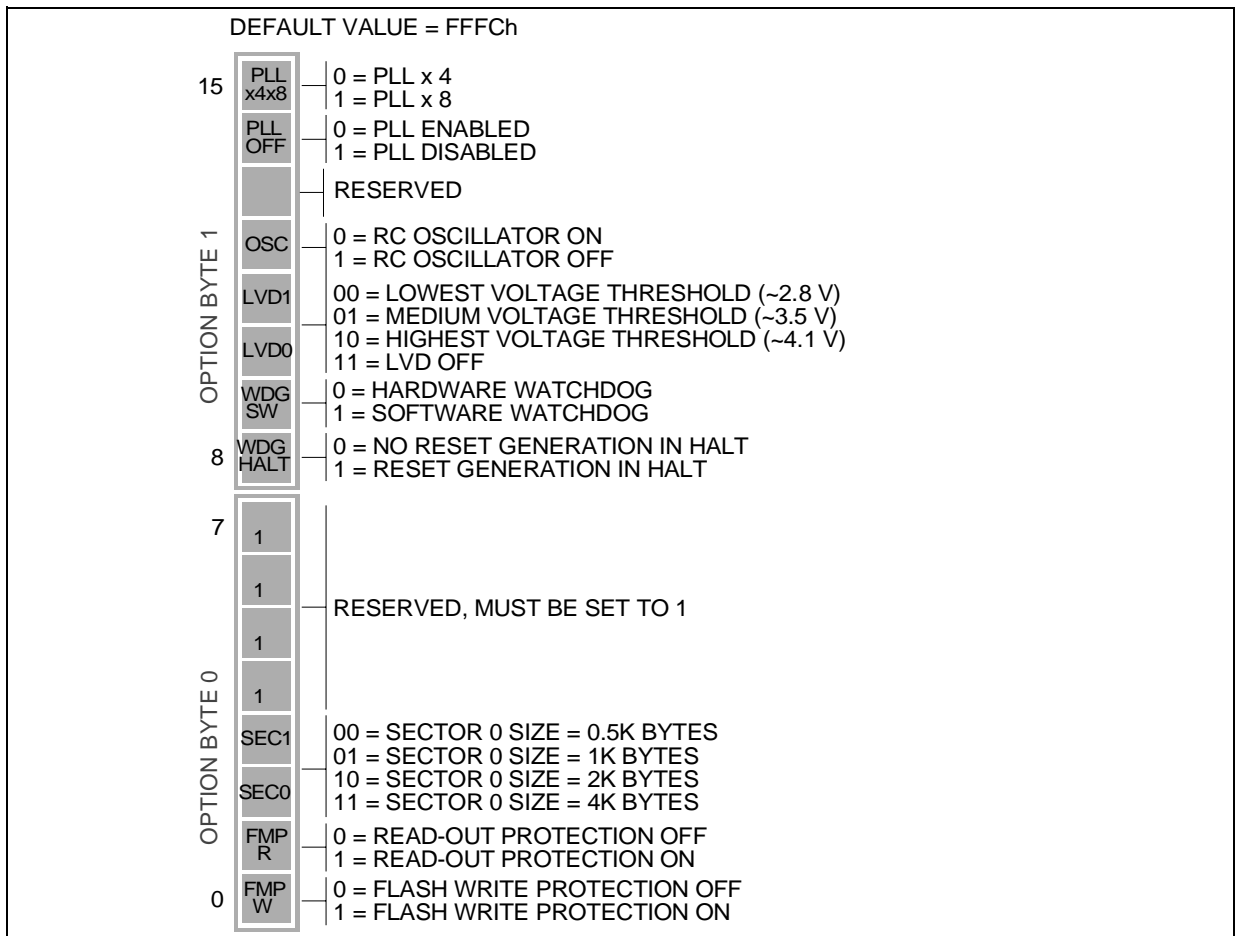 DEFAULT VALUE = FFFCh
15
PLL
x4x8
0 = PLL x 4
1 = PLL x 8
PLL
OFF
0 = PLL ENABLED
1 = PLL DISABLED
RESERVED
OPTION BYTE 1
OSC
0 = RC OSCILLATOR ON
1 = RC OSCILLATOR OFF
LVD1
LVD0
00 = LOWEST VOLTAGE THRESHOLD (~2.8 V)
01 = MEDIUM VOLTAGE THRESHOLD (~3.5 V)
10 = HIGHEST VOLTAGE THRESHOLD (~4.1 V)
11 = LVD OFF
WDG
SW
0 = HARDWARE WATCHDOG
1 = SOFTWARE WATCHDOG
8
WDG
HALT
0 = NO RESET GENERATION IN HALT
1 = RESET GENERATION IN HALT
7
1
1
1
1
RESERVED, MUST BE SET TO 1
OPTION BYTE 0
SEC1
SEC0
00 = SECTOR 0 SIZE = 0.5K BYTES
01 = SECTOR 0 SIZE = 1K BYTES
10 = SECTOR 0 SIZE = 2K BYTES
11 = SECTOR 0 SIZE = 4K BYTES
FMP
R
0 = READ-OUT PROTECTION OFF
1 = READ-OUT PROTECTION ON
0
FMP
W
0 = FLASH WRITE PROTECTION OFF
1 = FLASH WRITE PROTECTION ON